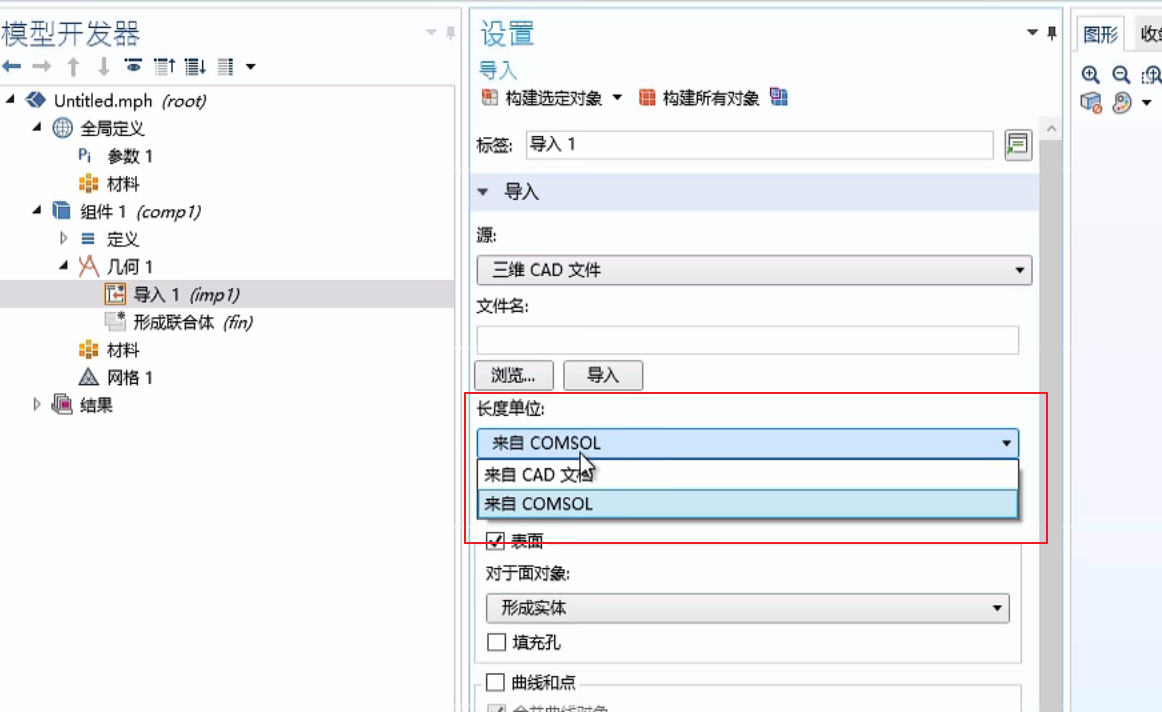 模型开发器
Untitled.mph (root)
全局定义
Pi 参数 1
材料
组件 1 (comp1)
定义
几何 1
导入 1 (imp1)
形成联合体 (fin)
材料
网格 1
结果
设置
导入
构建选定对象 构建所有对象
标签: 导入 1
导入
源:
三维 CAD 文件
文件名:
浏览... 导入
长度单位:
来自 COMSOL
来自 CAD 文档
来自 COMSOL
表面
对于面对象:
形成实体
填充孔
曲线和点
合并曲线对象
图形